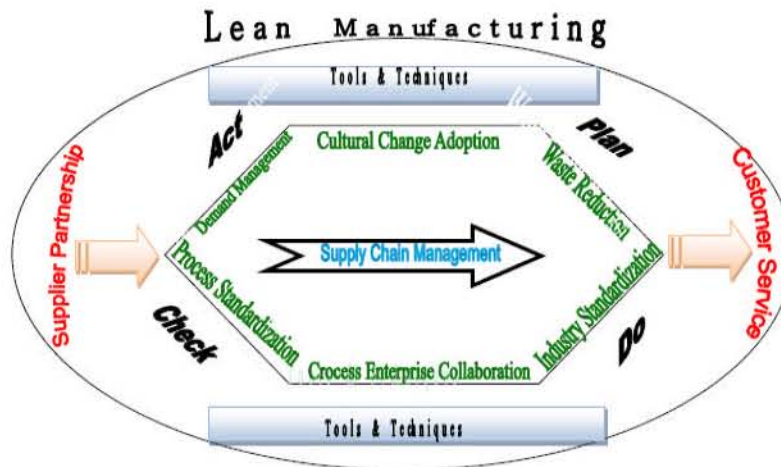 Lean Manufacturing
Tools & Techniques
Act
Plan
Cultural Change Adoption
Demand Management
Waste Reduction
Supplier Partnership
Customer Service
Supply Chain Management
Process Standardization
Industry Standardization
Check
Do
Crocess Enterprise Collaboration
Tools & Techniques